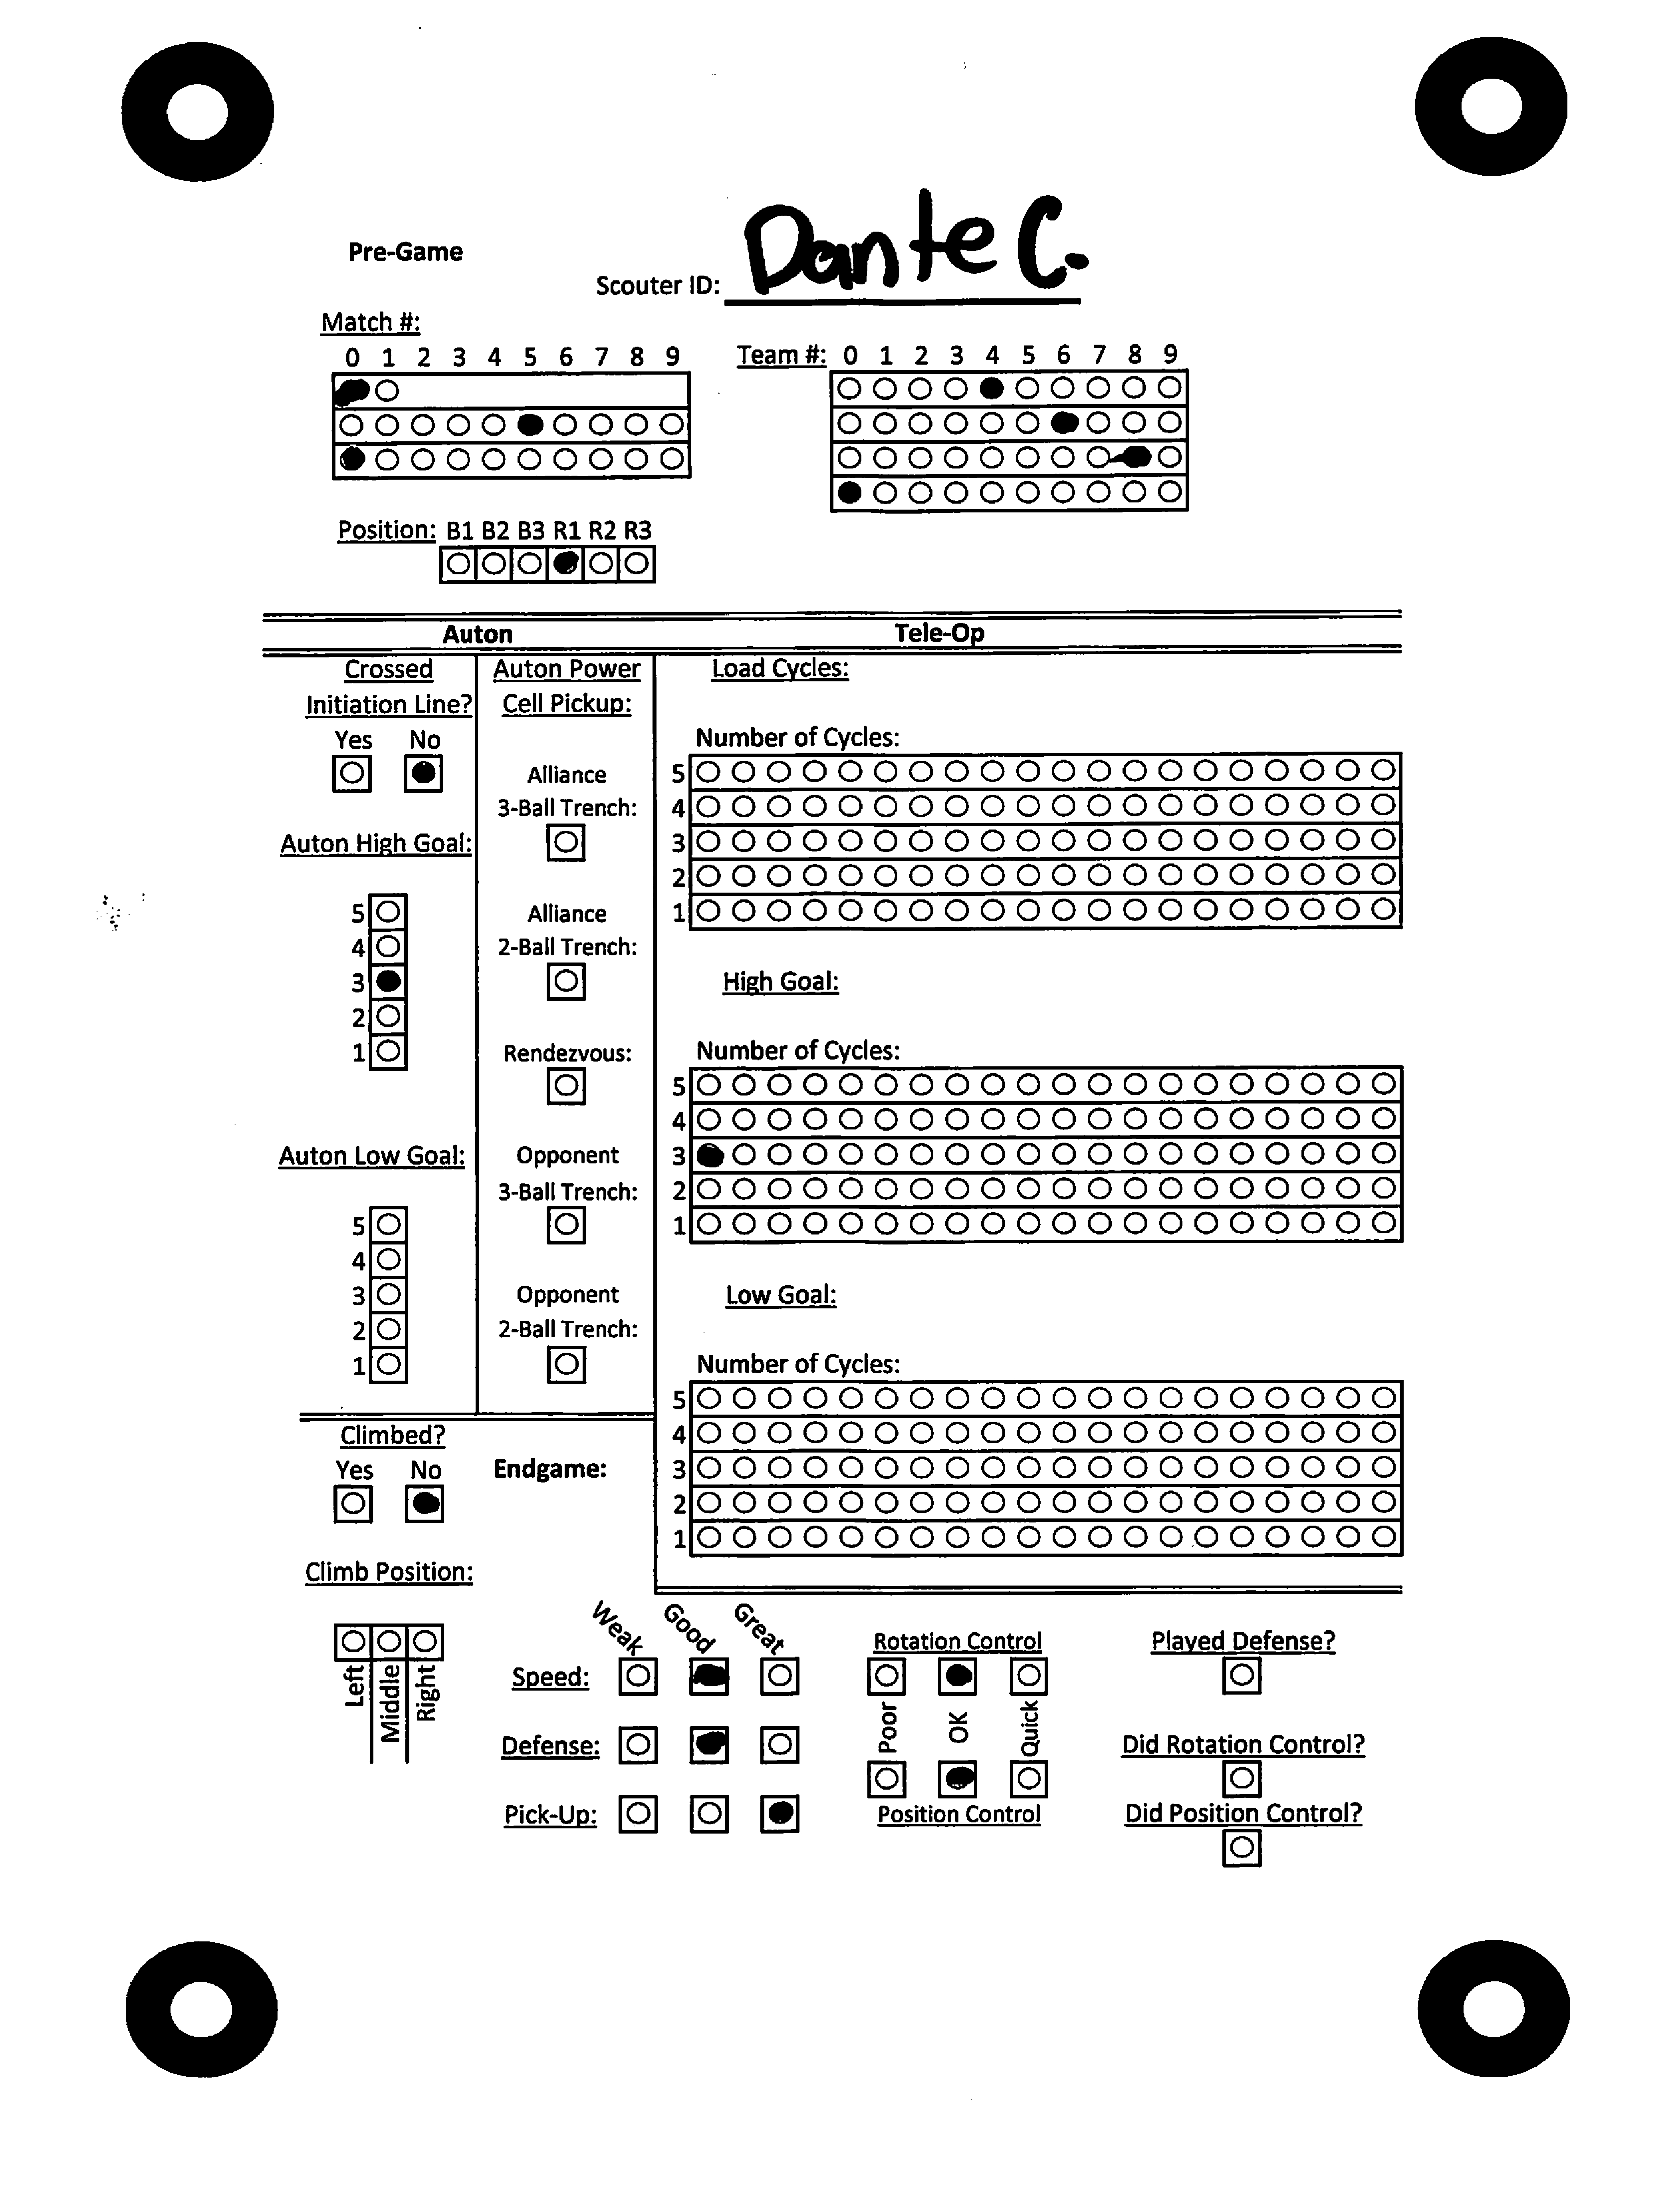 Pre-Game
Scouter ID: Dante C.
Match #:
0 1 2 3 4 5 6 7 8 9
Team #: 0 1 2 3 4 5 6 7 8 9
Position: B1 B2 B3 R1 R2 R3
Auton
Tele-Op
Crossed
Initiation Line?
Yes No
Auton High Goal:
5
4
3
2
1
Auton Low Goal:
5
4
3
2
1
Auton Power
Cell Pickup:
Alliance
3-Ball Trench:
Alliance
2-Ball Trench:
Rendezvous:
Opponent
3-Ball Trench:
Opponent
2-Ball Trench:
Load Cycles:
Number of Cycles:
5
4
3
2
1
High Goal:
Number of Cycles:
5
4
3
2
1
Low Goal:
Number of Cycles:
5
4
3
2
1
Climbed?
Yes No
Endgame:
Climb Position:
Left
Middle
Right
Weak
Good
Great
Speed:
Defense:
Pick-Up:
Rotation Control
Poor
OK
Quick
Position Control
Played Defense?
Did Rotation Control?
Did Position Control?